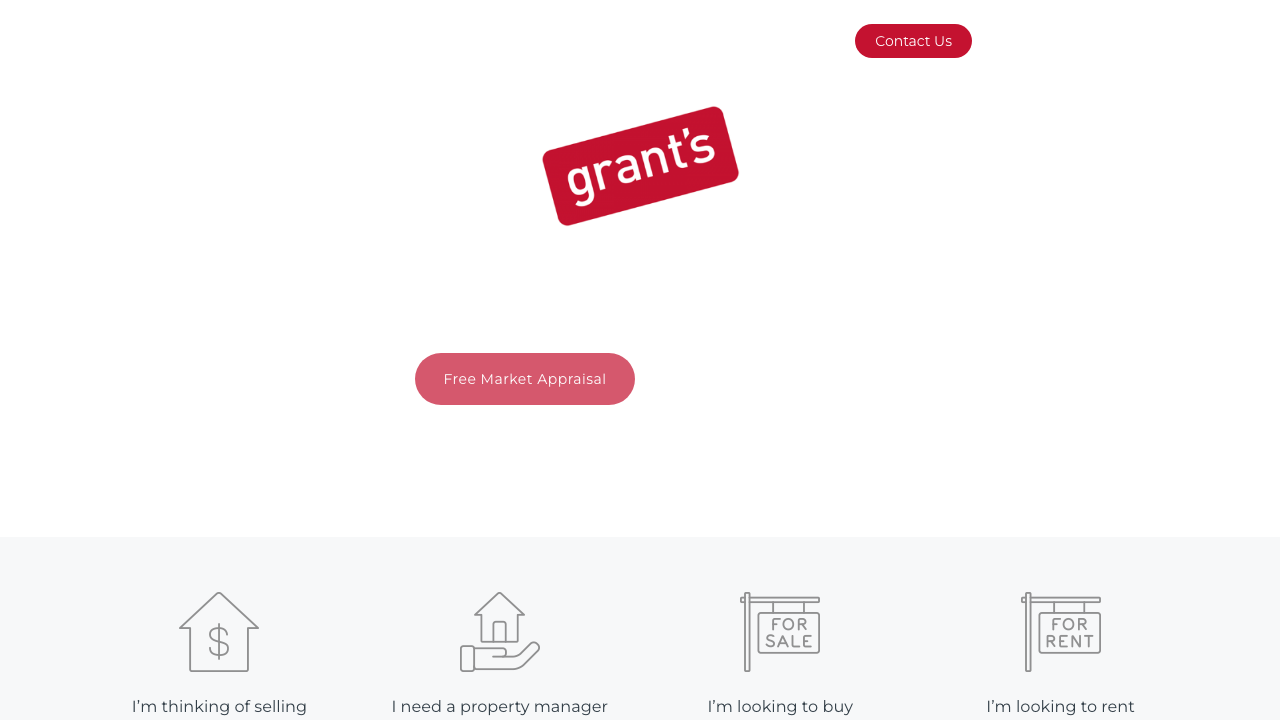 Contact Us
grant's
Free Market Appraisal
FOR
SALE
FOR
RENT
I’m thinking of selling
I need a property manager
I’m looking to buy
I’m looking to rent